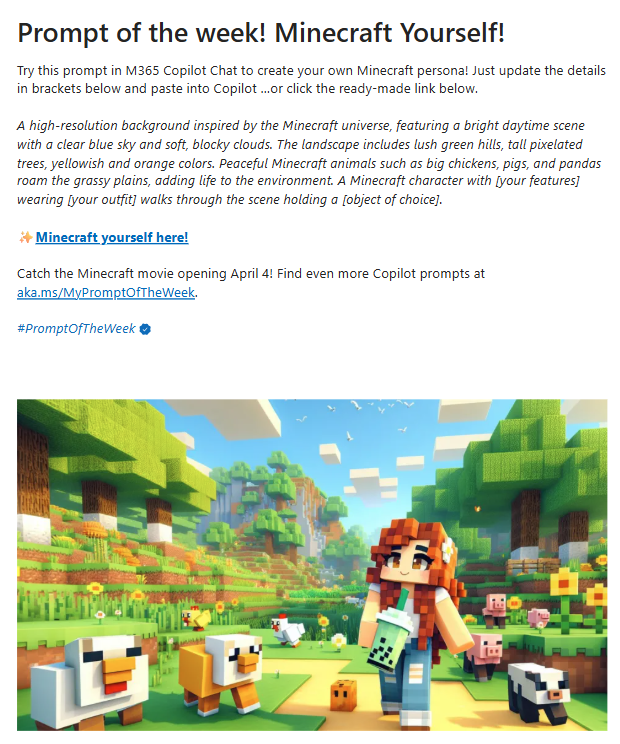 Prompt of the week! Minecraft Yourself!
Try this prompt in M365 Copilot Chat to create your own Minecraft persona! Just update the details
in brackets below and paste into Copilot ...or click the ready-made link below.
A high-resolution background inspired by the Minecraft universe, featuring a bright daytime scene
with a clear blue sky and soft, blocky clouds. The landscape includes lush green hills, tall pixelated
trees, yellowish and orange colors. Peaceful Minecraft animals such as big chickens, pigs, and pandas
roam the grassy plains, adding life to the environment. A Minecraft character with [your features]
wearing [your outfit] walks through the scene holding a [object of choice].
✨Minecraft yourself here!
Catch the Minecraft movie opening April 4! Find even more Copilot prompts at
aka.ms/MyPromptOfTheWeek.
#PromptOfTheWeek